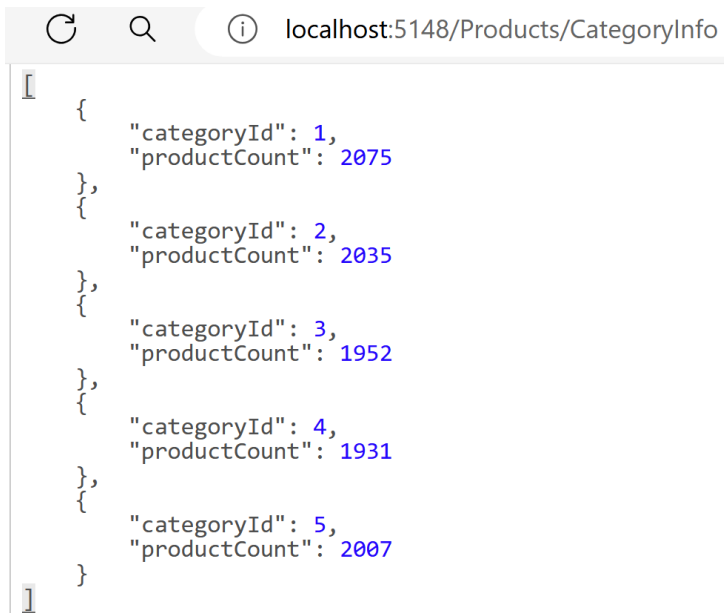 localhost:5148/Products/CategoryInfo
[
    {
        "categoryId": 1,
        "productCount": 2075
    },
    {
        "categoryId": 2,
        "productCount": 2035
    },
    {
        "categoryId": 3,
        "productCount": 1952
    },
    {
        "categoryId": 4,
        "productCount": 1931
    },
    {
        "categoryId": 5,
        "productCount": 2007
    }
]